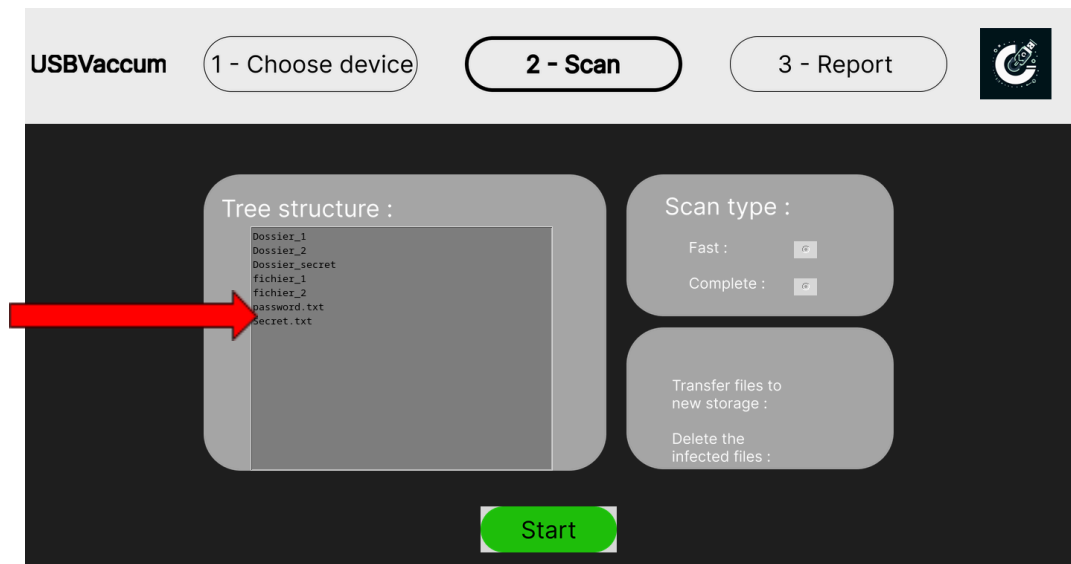 USBVaccum
1 - Choose device
2 - Scan
3 - Report
Tree structure :
Dossier_1
Dossier_2
Dossier_secret
fichier_1
fichier_2
password.txt
Secret.txt
Scan type :
Fast :
Complete :
Transfer files to
new storage :
Delete the
infected files :
Start